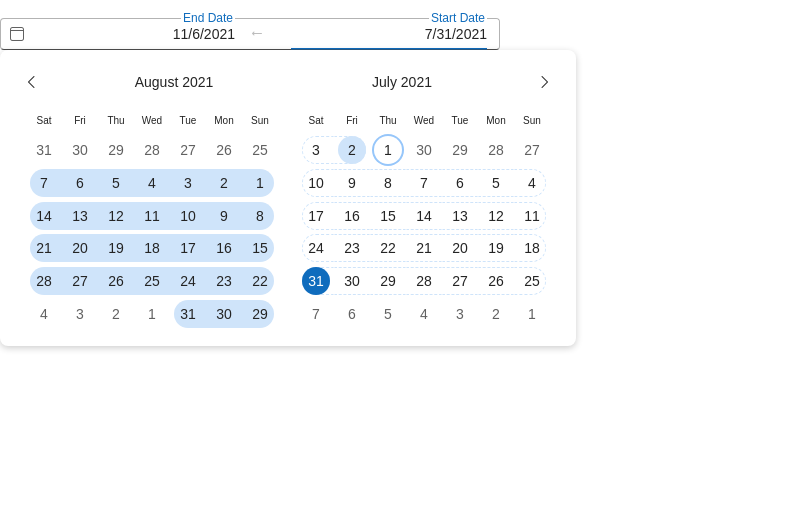 End Date Start Date
11/6/2021 ← 7/31/2021
August 2021 July 2021
Sat Fri Thu Wed Tue Mon Sun Sat Fri Thu Wed Tue Mon Sun
31 30 29 28 27 26 25 3 2 1 30 29 28 27
7 6 5 4 3 2 1 10 9 8 7 6 5 4
14 13 12 11 10 9 8 17 16 15 14 13 12 11
21 20 19 18 17 16 15 24 23 22 21 20 19 18
28 27 26 25 24 23 22 31 30 29 28 27 26 25
4 3 2 1 31 30 29 7 6 5 4 3 2 1